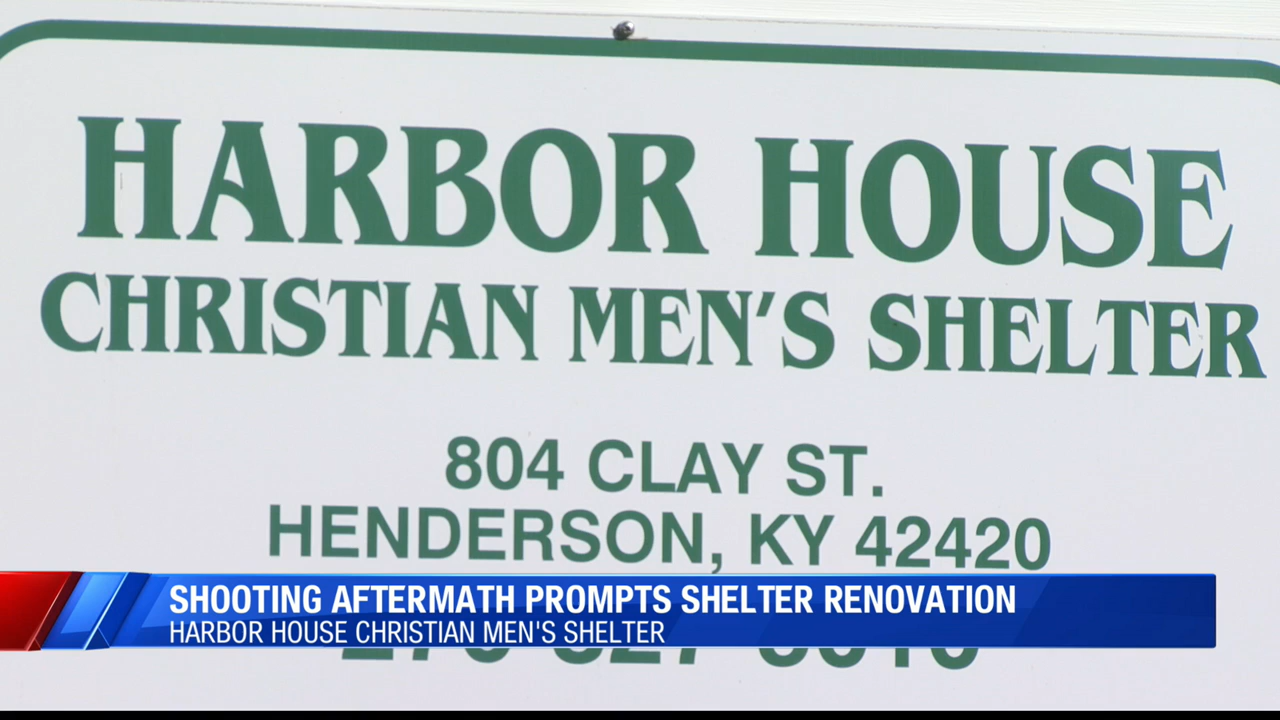 HARBOR HOUSE
CHRISTIAN MEN'S SHELTER
804 CLAY ST.
HENDERSON, KY 42420
SHOOTING AFTERMATH PROMPTS SHELTER RENOVATION
HARBOR HOUSE CHRISTIAN MEN'S SHELTER